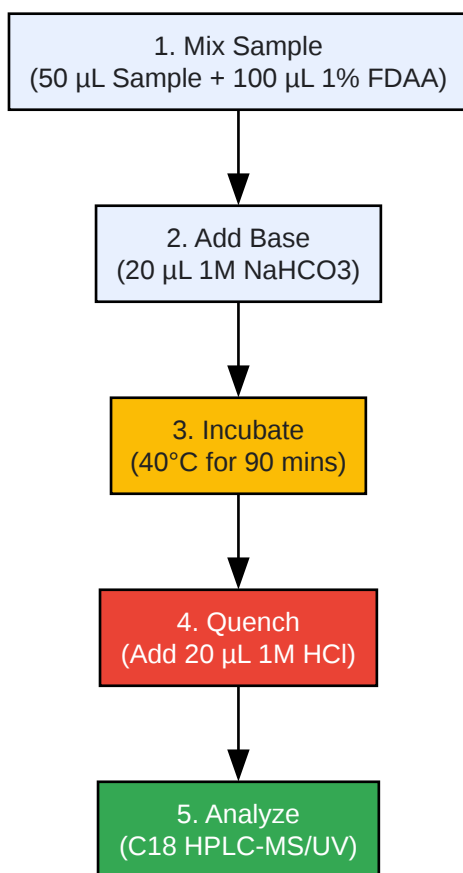 1. Mix Sample
(50 µL Sample + 100 µL 1% FDAA)
2. Add Base
(20 µL 1M NaHCO3)
3. Incubate
(40°C for 90 mins)
4. Quench
(Add 20 µL 1M HCl)
5. Analyze
(C18 HPLC-MS/UV)